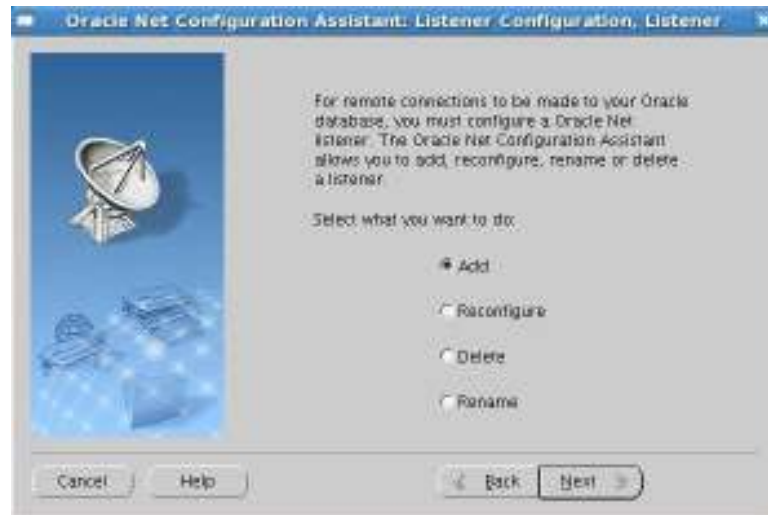 Oracle Net Configuration Assistant: Listener Configuration, Listener
For remote connections to be made to your Oracle
database, you must configure a Oracle Net
listener. The Oracle Net Configuration Assistant
allows you to add, reconfigure, rename or delete
a listener.
Select what you want to do:
Add
Reconfigure
Delete
Rename
Cancel
Help
Back
Next